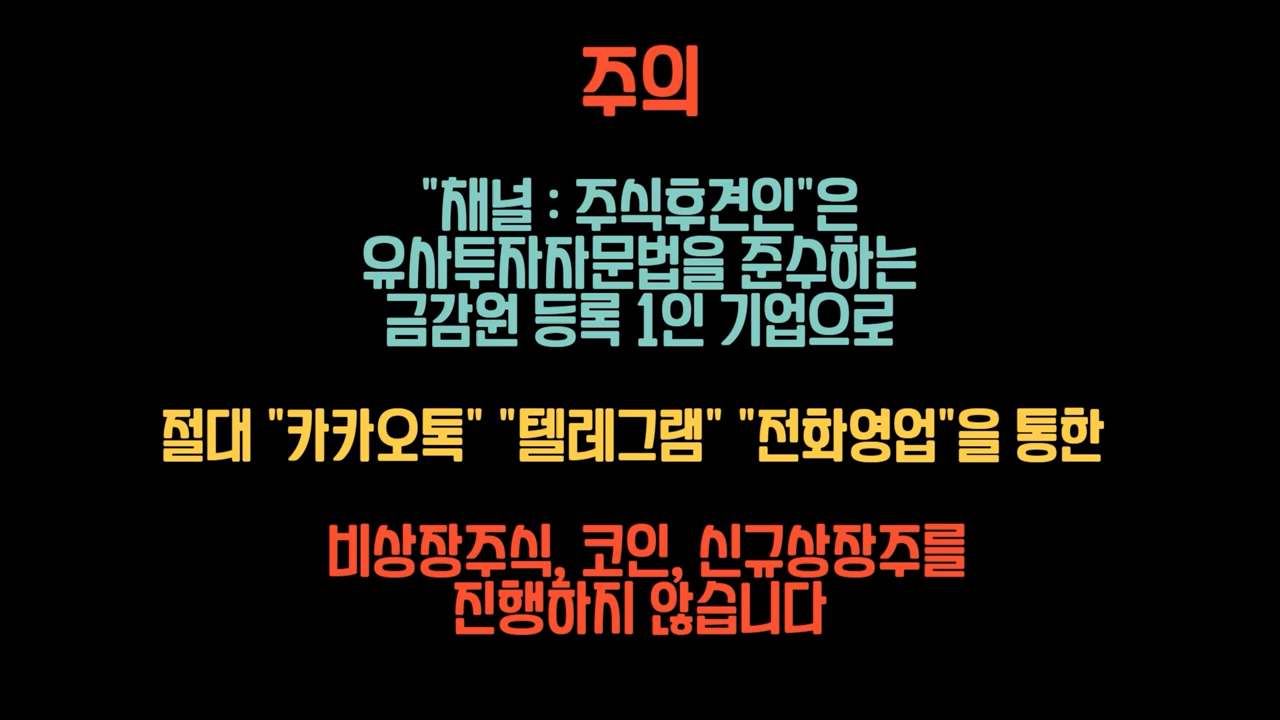 주의
"채널 : 주식후견인"은
유사투자자문법을 준수하는
금감원 등록 1인 기업으로
절대 "카카오톡" "텔레그램" "전화영업"을 통한
비상장주식, 코인, 신규상장주를
진행하지 않습니다